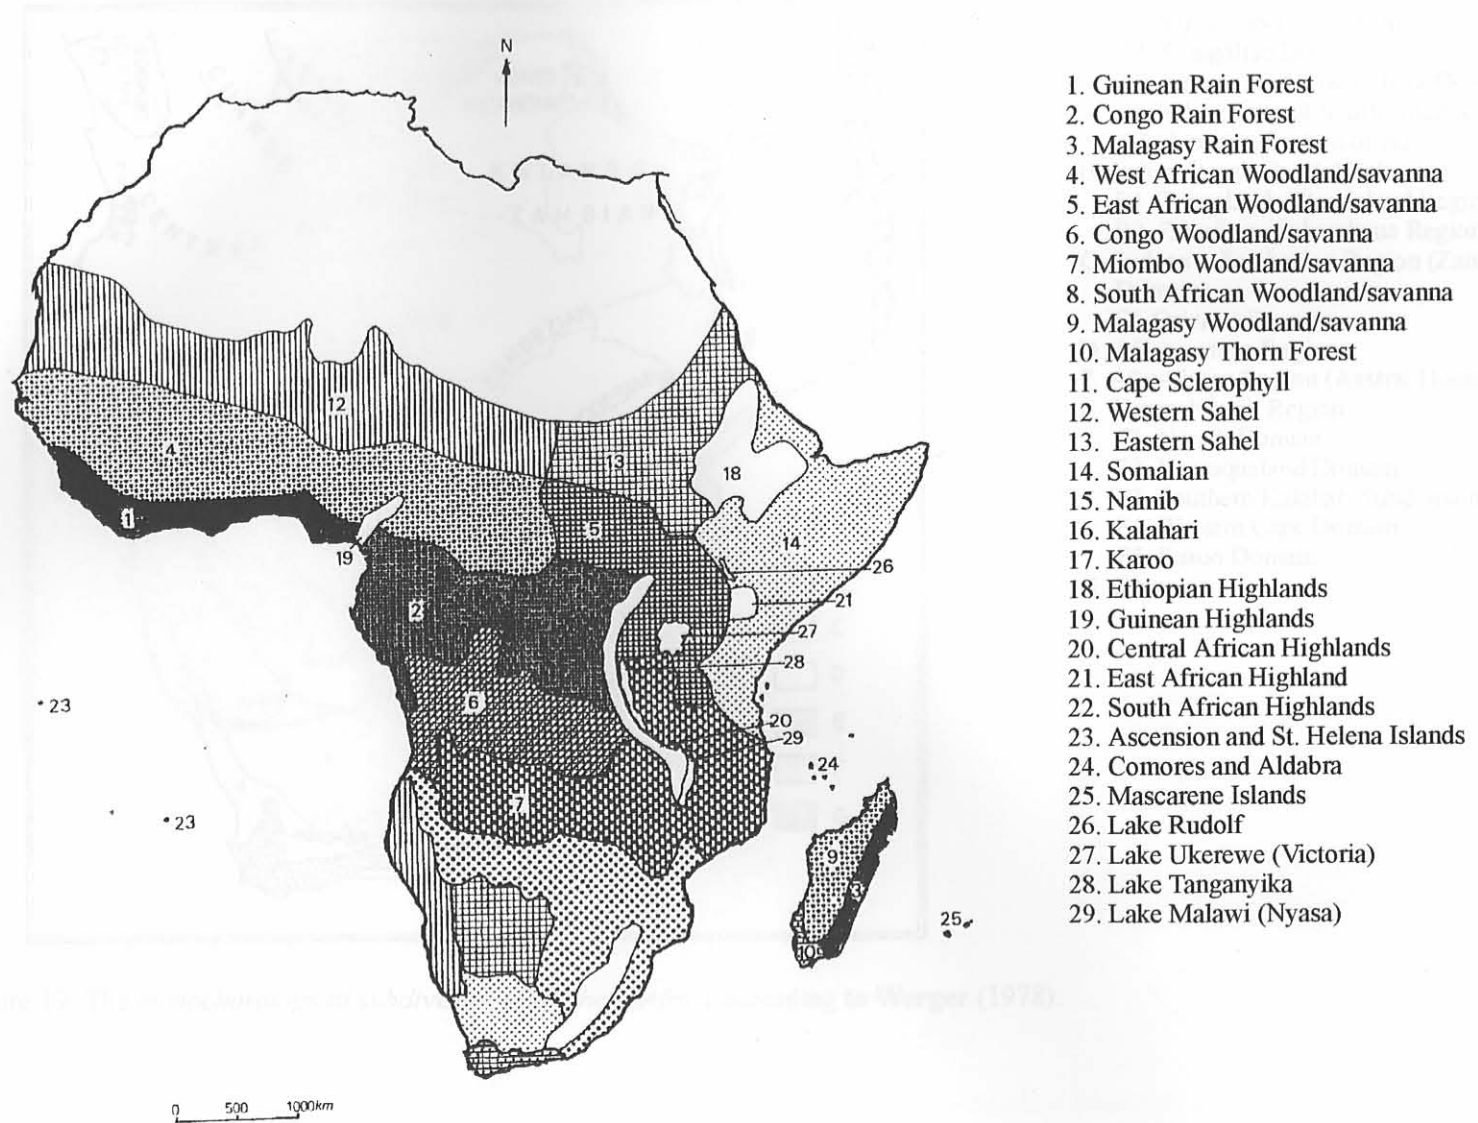 N
1. Guinean Rain Forest
2. Congo Rain Forest
3. Malagasy Rain Forest
4. West African Woodland/savanna
5. East African Woodland/savanna
6. Congo Woodland/savanna
7. Miombo Woodland/savanna
8. South African Woodland/savanna
9. Malagasy Woodland/savanna
10. Malagasy Thorn Forest
11. Cape Sclerophyll
12. Western Sahel
13. Eastern Sahel
14. Somalian
15. Namib
16. Kalahari
17. Karoo
18. Ethiopian Highlands
19. Guinean Highlands
20. Central African Highlands
21. East African Highland
22. South African Highlands
23. Ascension and St. Helena Islands
24. Comores and Aldabra
25. Mascarene Islands
26. Lake Rudolf
27. Lake Ukerewe (Victoria)
28. Lake Tanganyika
29. Lake Malawi (Nyasa)
12
4
13
18
1
5
14
19
26
2
21
27
28
23
6
20
29
24
7
23
9
3
25
10
0 500 1000km
according to Werger (1978)